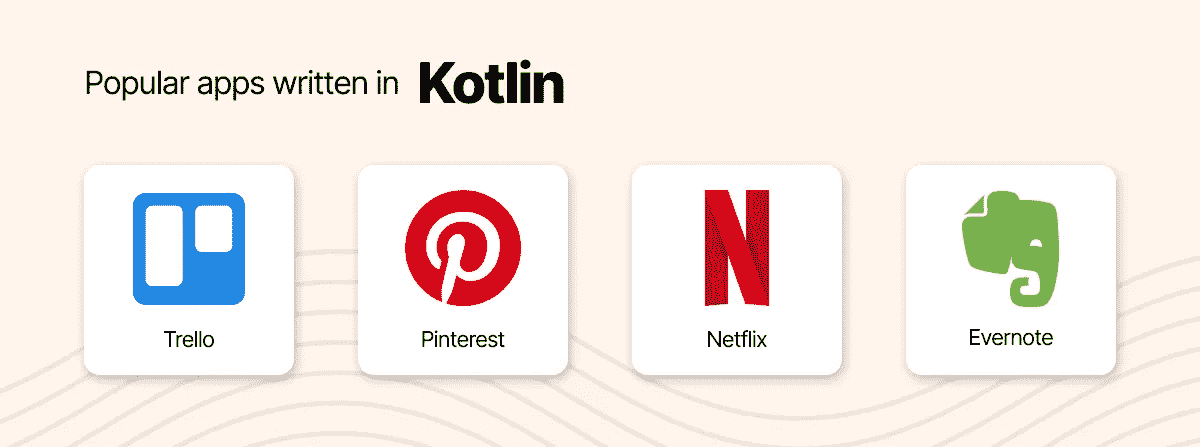 Popular apps written in Kotlin
Trello
Pinterest
Netflix
Evernote